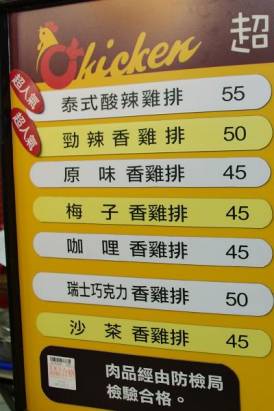 Chicken
超
超人氣
泰式酸辣雞排 55
超人氣
勁辣香雞排 50
原味香雞排 45
梅子香雞排 45
咖哩香雞排 45
瑞士巧克力香雞排 50
沙茶香雞排 45
肉品經由防檢局
檢驗合格。